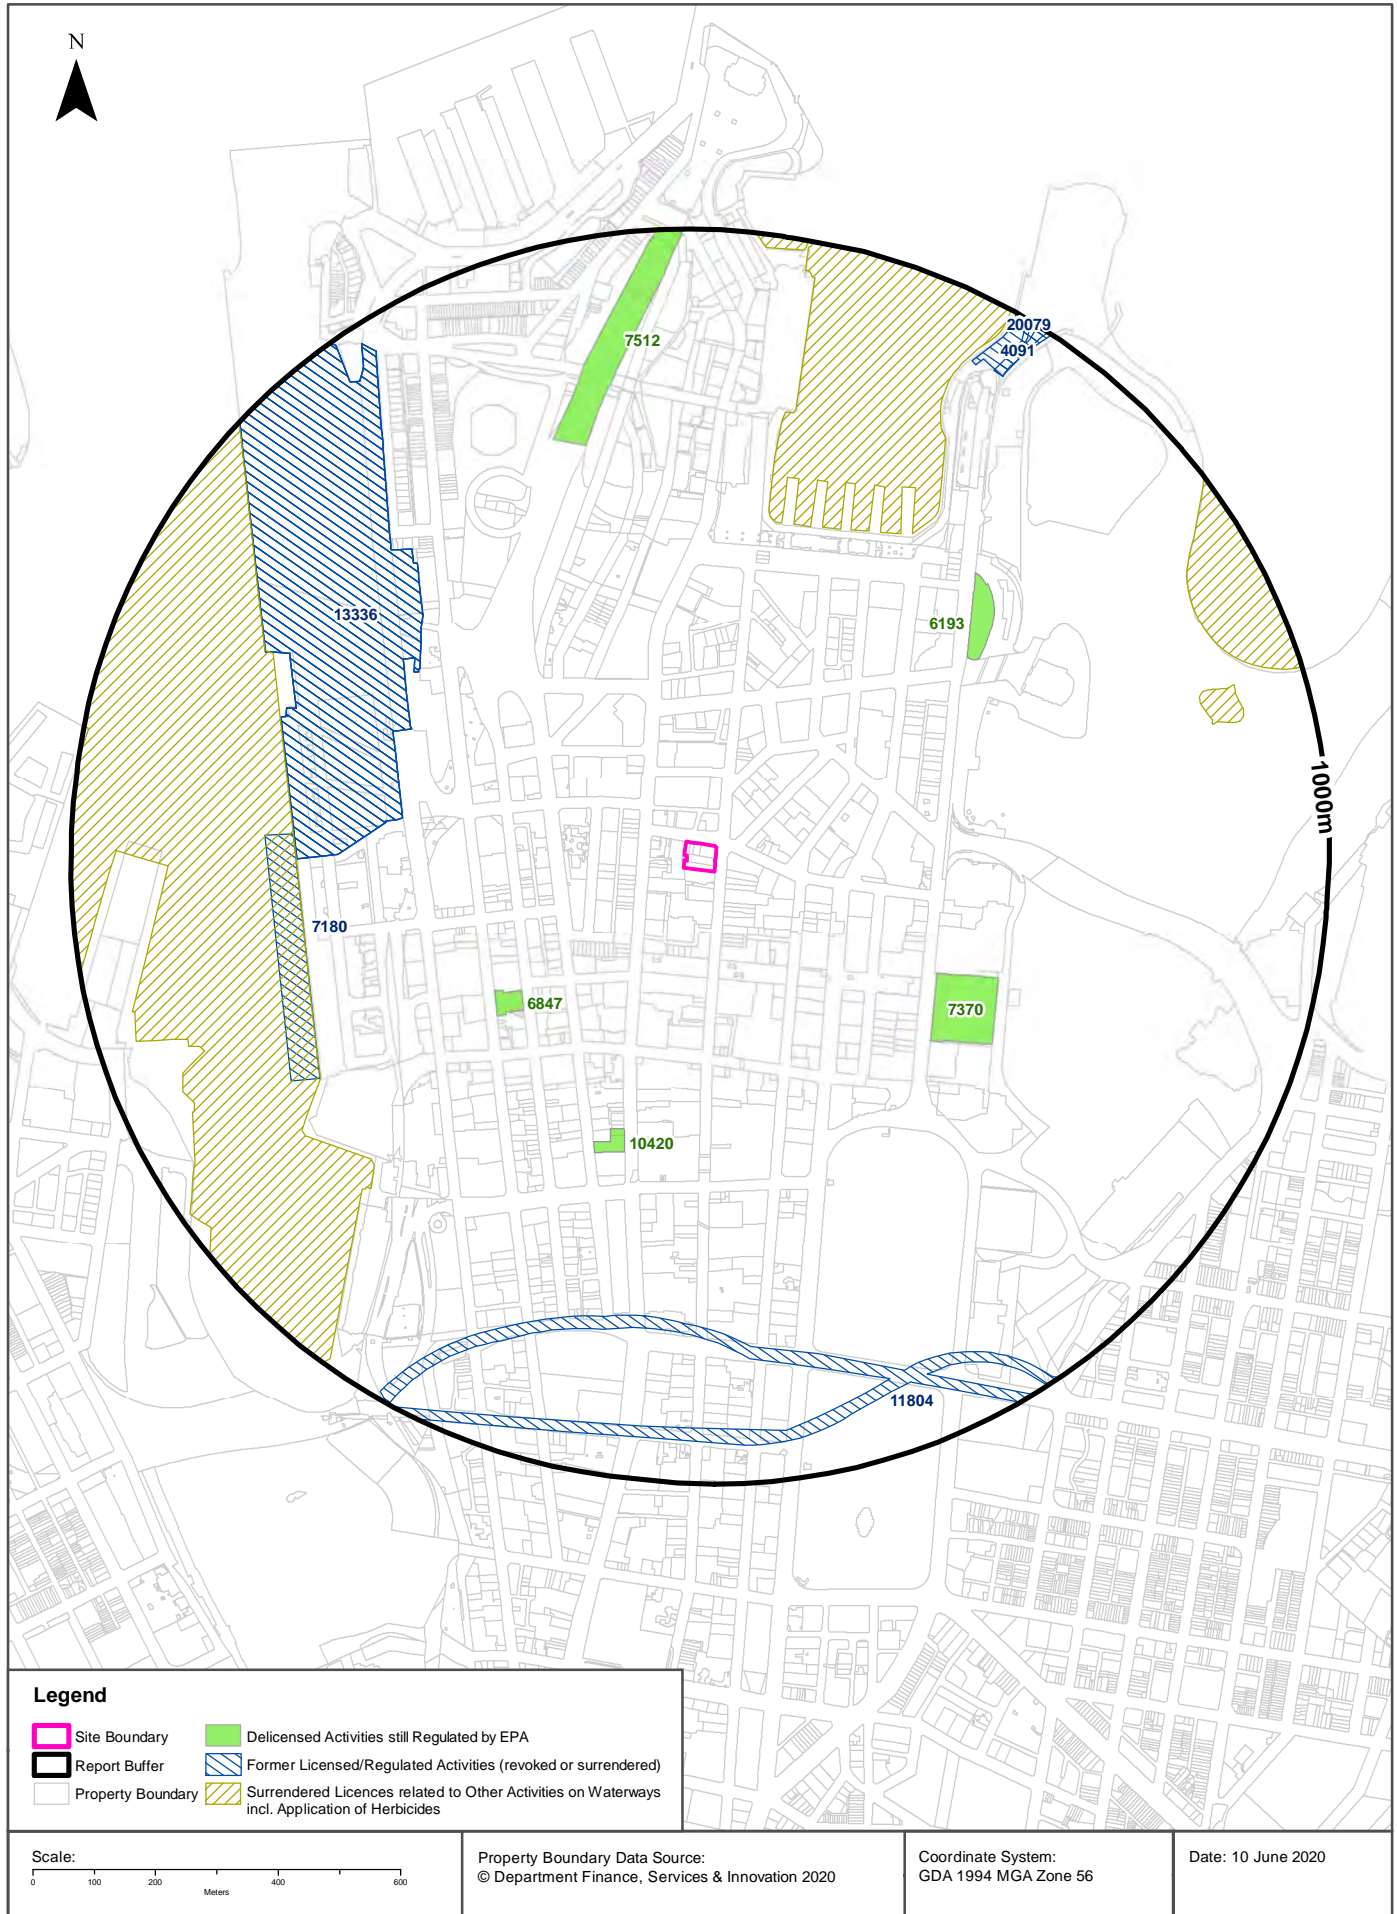 N
20079
4091
7512
13336
6193
1000m
7180
6847
7370
10420
11804
Legend
Site Boundary
Report Buffer
Property Boundary
Delicensed Activities still Regulated by EPA
Former Licensed/Regulated Activities (revoked or surrendered)
Surrendered Licences related to Other Activities on Waterways
incl. Application of Herbicides
Scale:
0 100 200 400 600
Meters
Property Boundary Data Source:
© Department Finance, Services & Innovation 2020
Coordinate System:
GDA 1994 MGA Zone 56
Date: 10 June 2020